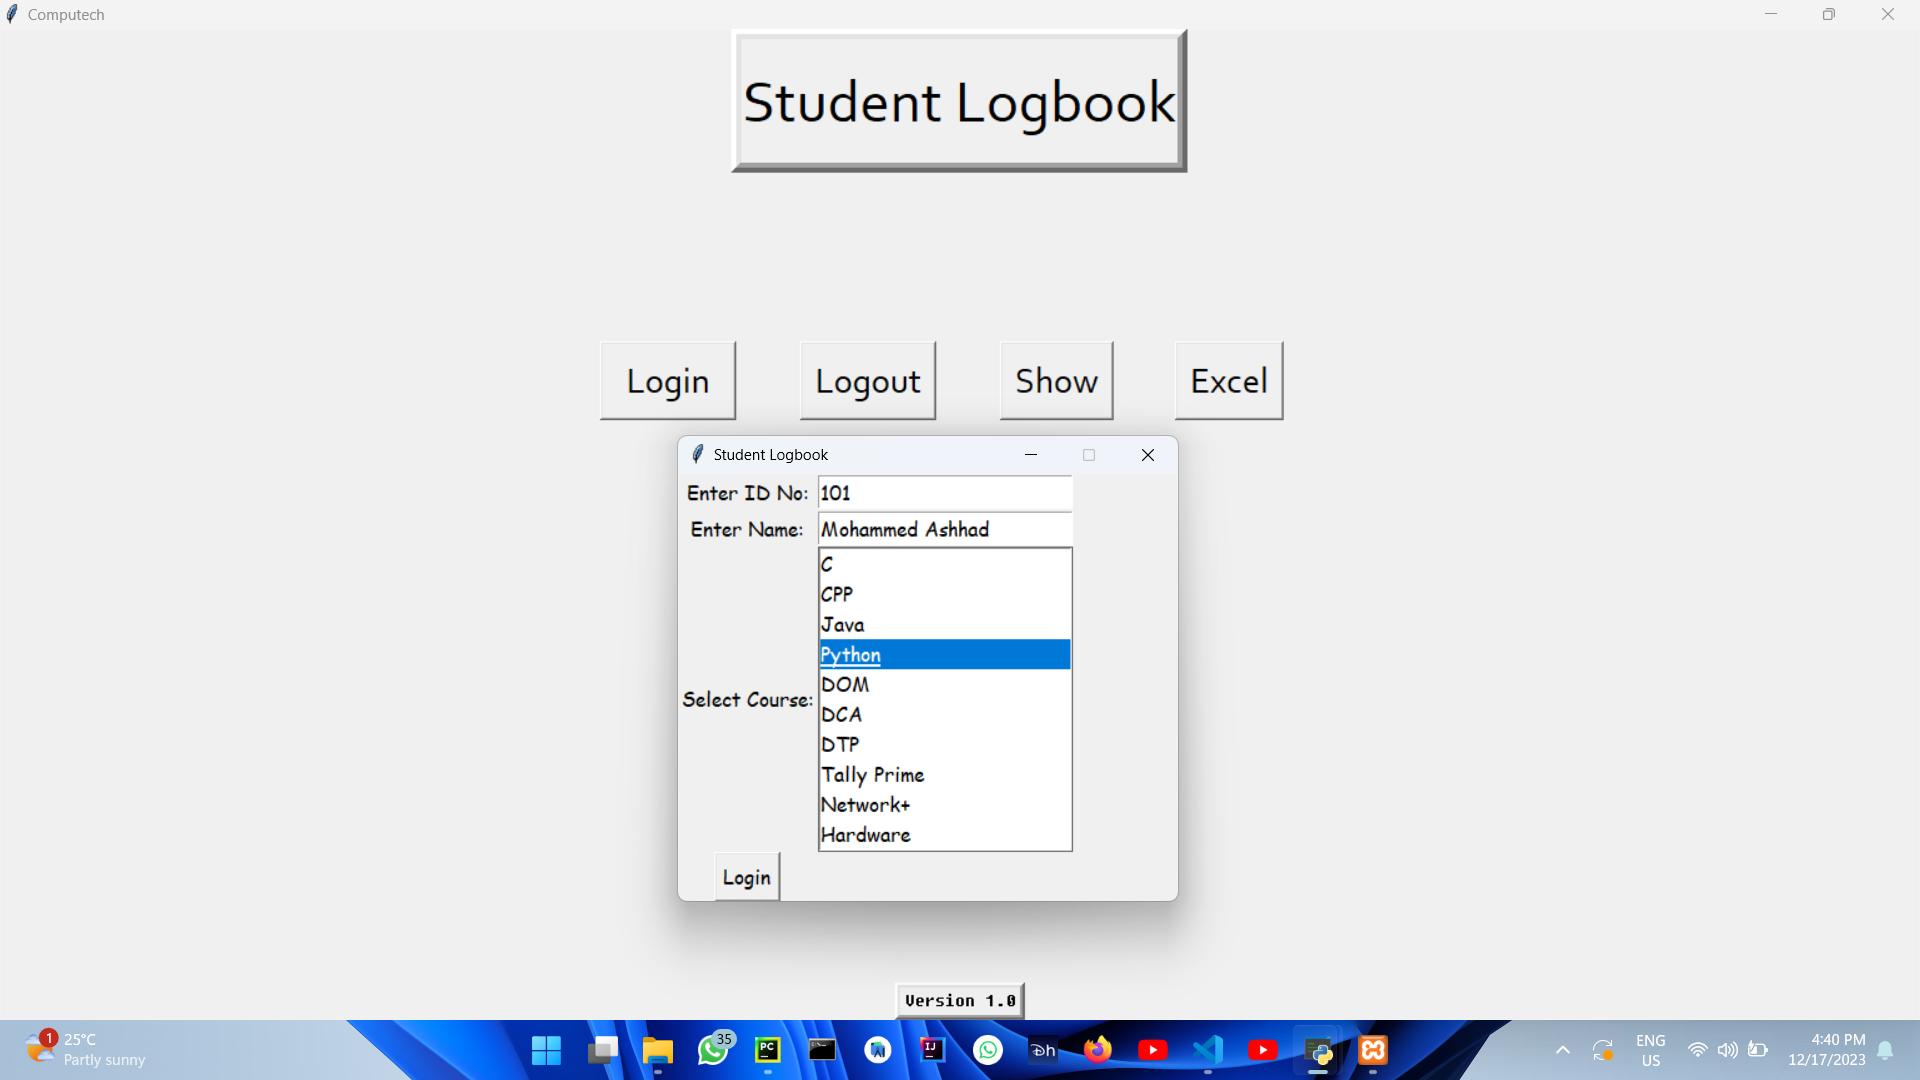 Computech
Student Logbook
Login
Logout
Show
Excel
Student Logbook
Enter ID No: 101
Enter Name: Mohammed Ashhad
C
CPP
Java
Python
Select Course:
DOM
DCA
DTP
Tally Prime
Network+
Hardware
Login
Version 1.0
1
25°C
Partly sunny
35
PC
IJ
ENG
US
4:40 PM
12/17/2023